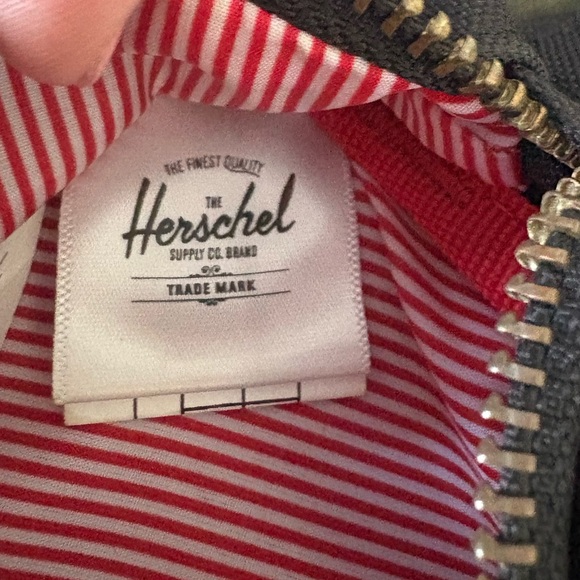 THE FINEST QUALITY
THE
Herschel
SUPPLY CO. BRAND
TRADE MARK